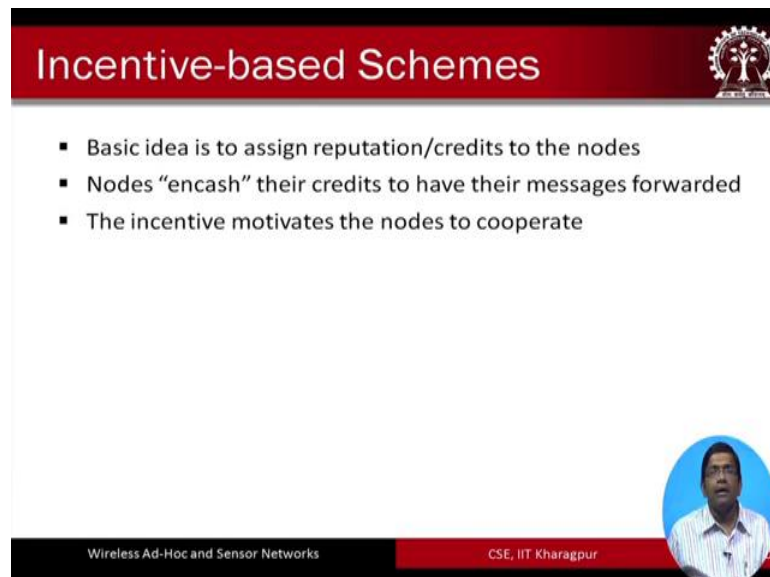 Incentive-based Schemes
▪ Basic idea is to assign reputation/credits to the nodes
▪ Nodes “encash” their credits to have their messages forwarded
▪ The incentive motivates the nodes to cooperate
Wireless Ad-Hoc and Sensor Networks
CSE, IIT Kharagpur